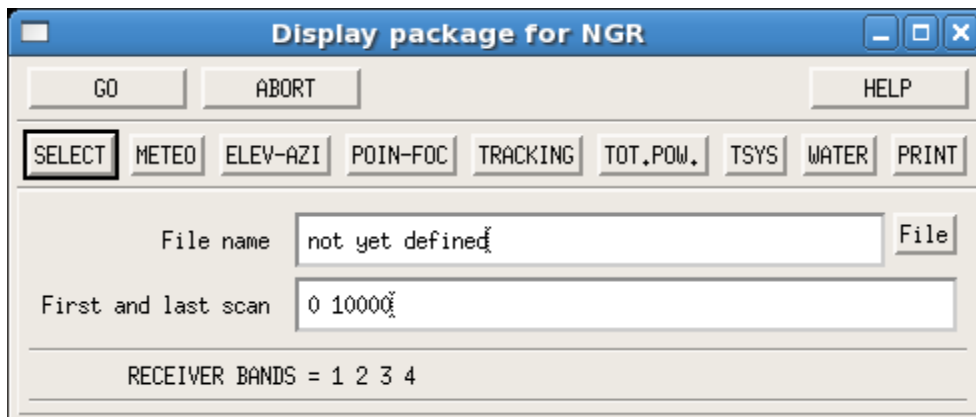 Display package for NGR
GO ABORT HELP
SELECT METEO ELEV-AZI POIN-FOC TRACKING TOT.POW. TSYS WATER PRINT
File name not yet defined File
First and last scan 0 10000
RECEIVER BANDS = 1 2 3 4